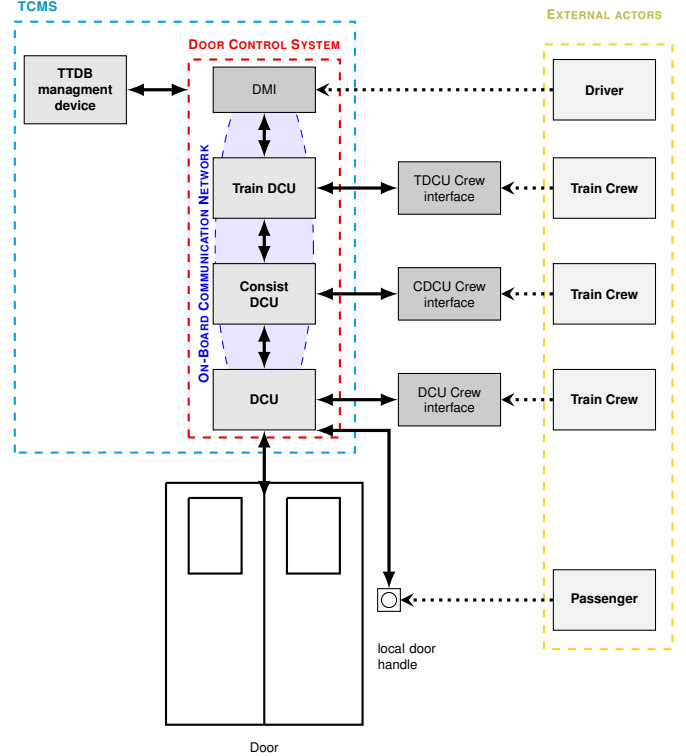 TCMS
EXTERNAL ACTORS
DOOR CONTROL SYSTEM
TTDB
managment
device
DMI
Driver
ON-BOARD COMMUNICATION NETWORK
Train DCU
TDCU Crew
interface
Train Crew
Consist
DCU
CDCU Crew
interface
Train Crew
DCU
DCU Crew
interface
Train Crew
Passenger
local door
handle
Door